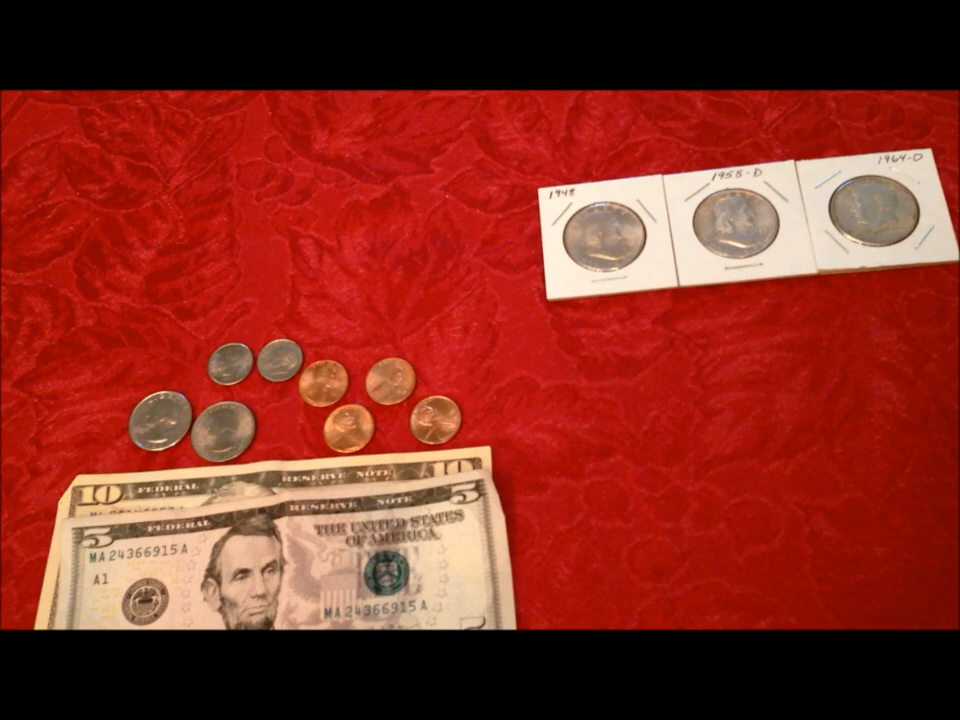 1948
1958-D
1964-D
10 FEDERAL RESERVE NOTE 10
5 FEDERAL RESERVE NOTE 5
THE UNITED STATES
OF AMERICA
MA 24366915 A
A1
MA 24366915 A